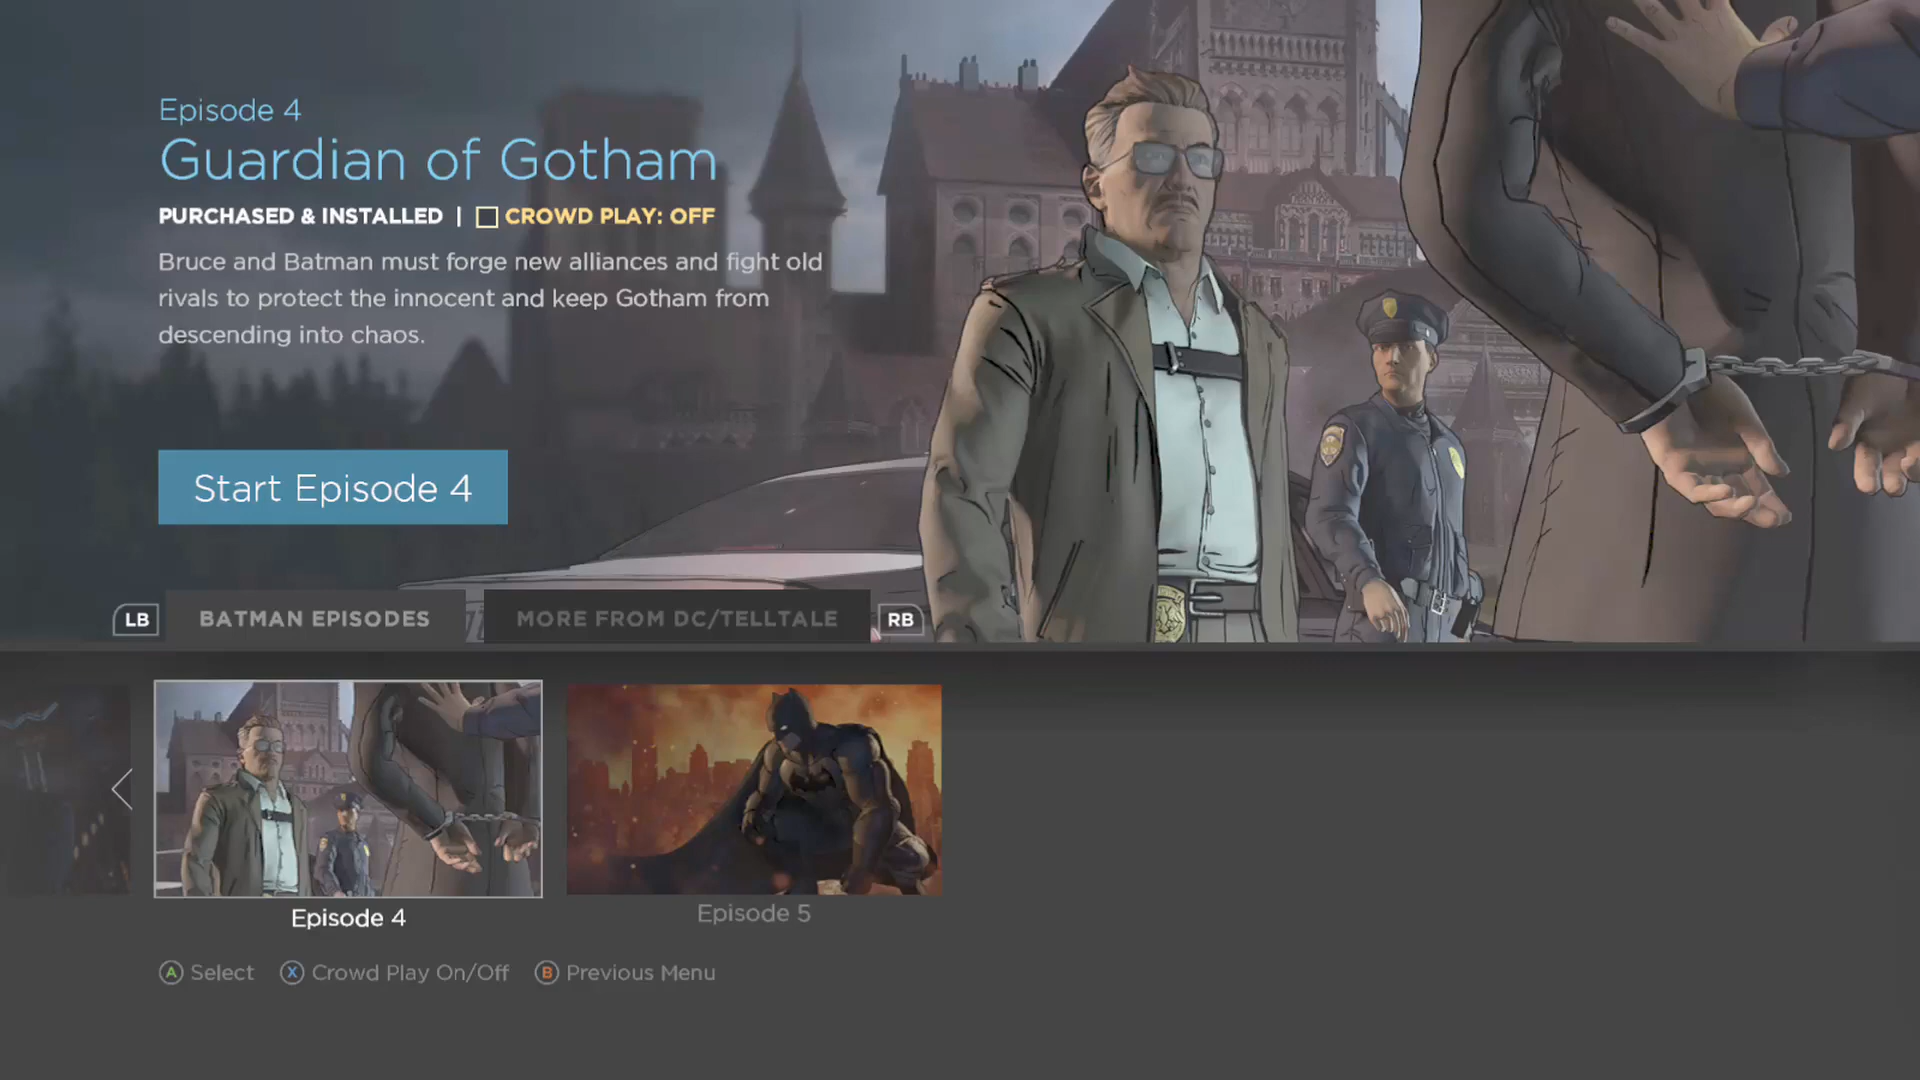 Episode 4
Guardian of Gotham
PURCHASED & INSTALLED | CROWD PLAY: OFF
Bruce and Batman must forge new alliances and fight old
rivals to protect the innocent and keep Gotham from
descending into chaos.
Start Episode 4
LB BATMAN EPISODES MORE FROM DC/TELLTALE RB
Episode 4
Episode 5
A Select X Crowd Play On/Off B Previous Menu